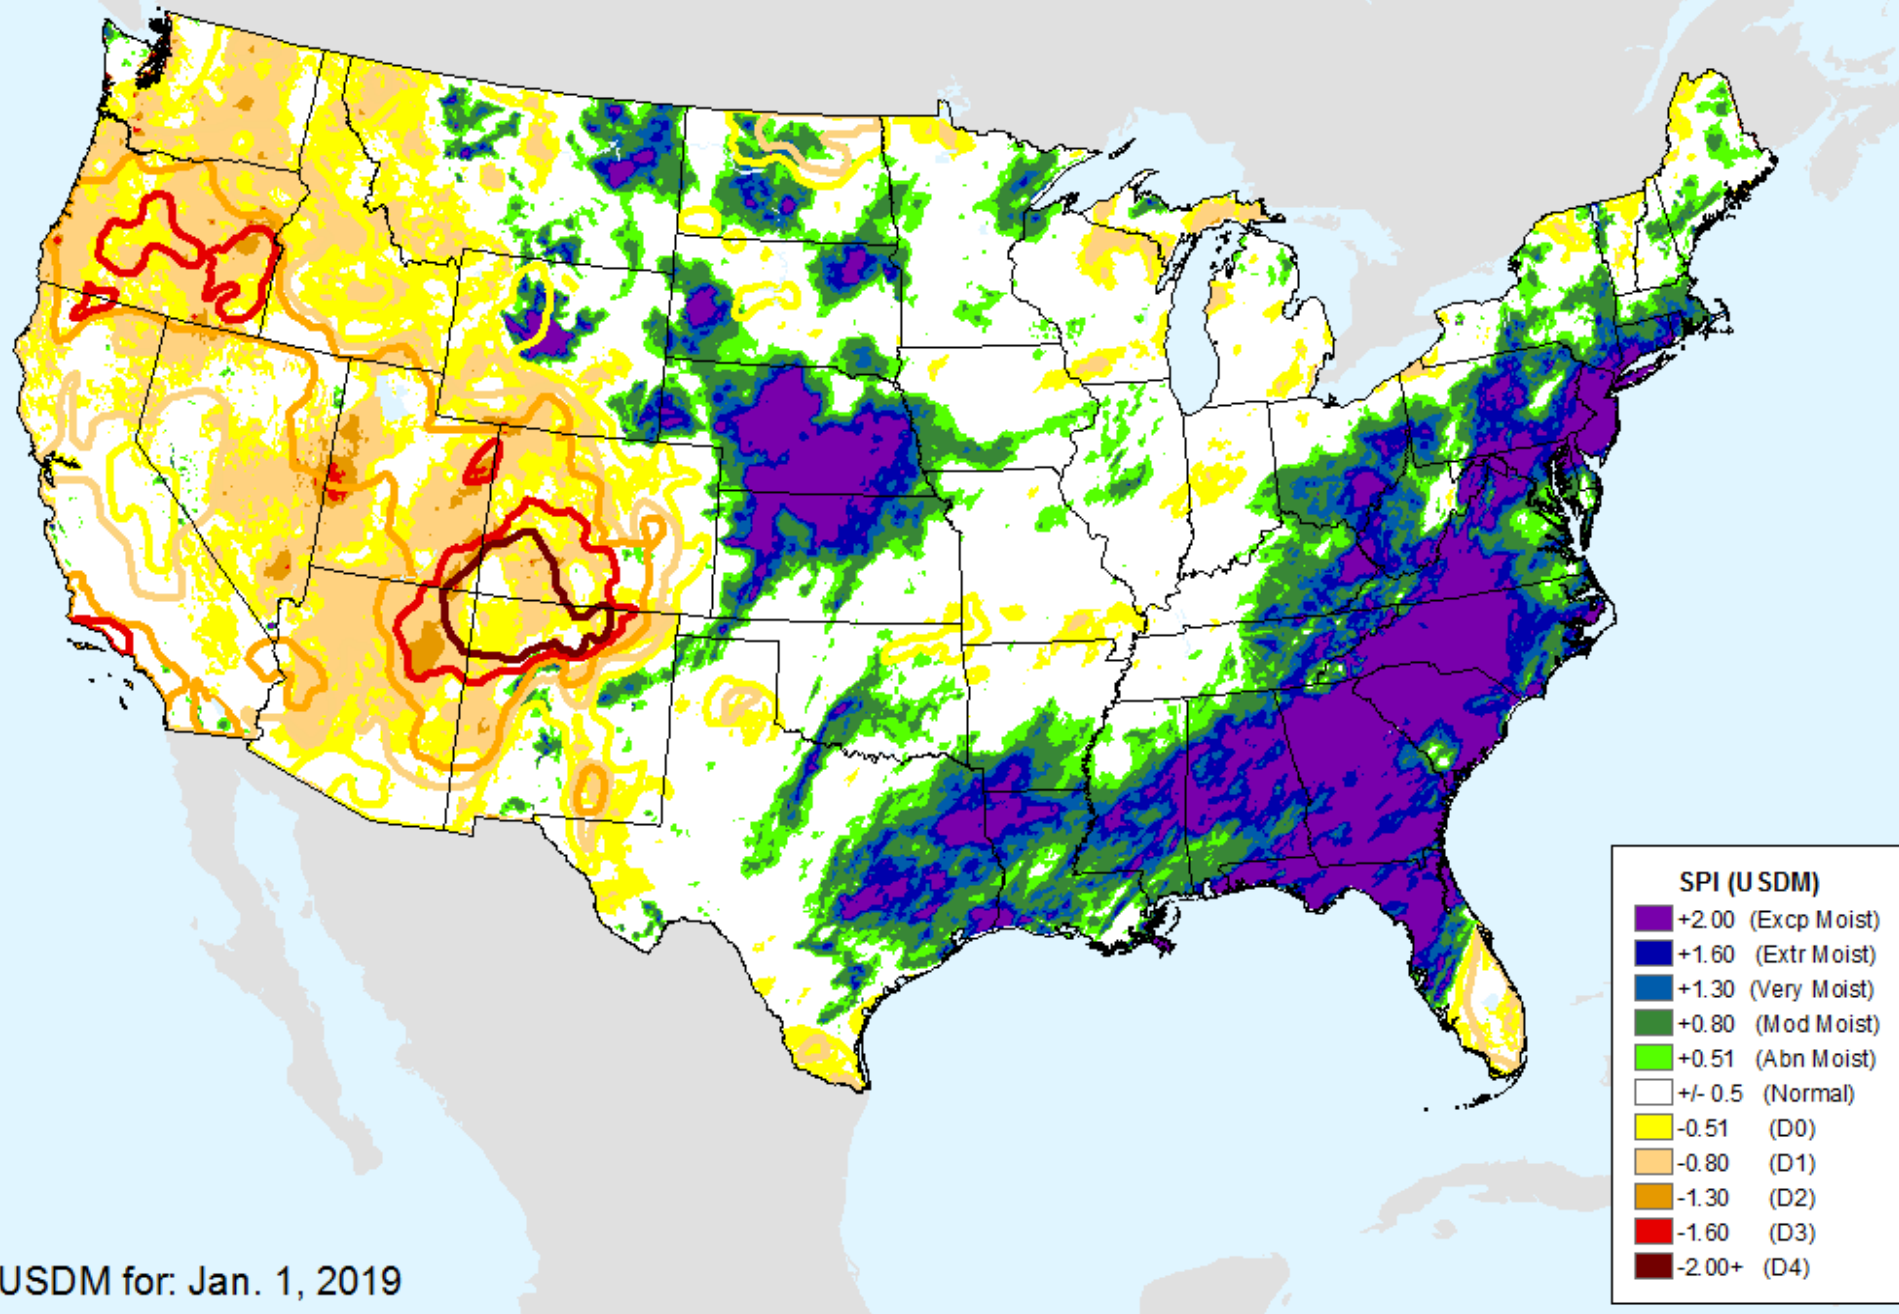 SPI (USDM)
+2.00 (Excp Moist)
+1.60 (Extr Moist)
+1.30 (Very Moist)
+0.80 (Mod Moist)
+0.51 (Abn Moist)
+/- 0.5 (Normal)
-0.51 (D0)
-0.80 (D1)
-1.30 (D2)
-1.60 (D3)
-2.00+ (D4)
USDM for: Jan. 1, 2019